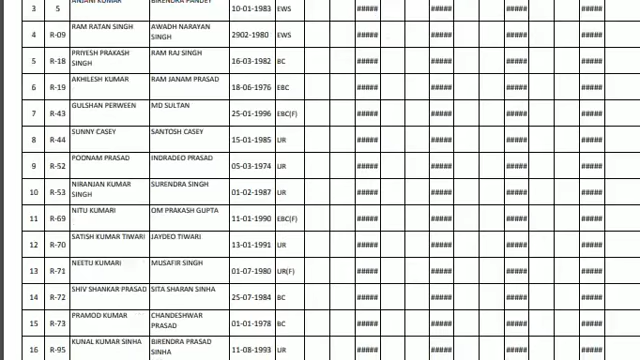 3 5 ANJANI KUMAR BIRENDRA PANDEY 10-01-1983 EWS ##### ##### ##### #####
4 R-09 RAM RATAN SINGH AWADH NARAYAN SINGH 2902-1980 EWS ##### ##### ##### #####
5 R-18 PRIYESH PRAKASH SINGH RAM RAJ SINGH 16-03-1982 BC ##### ##### ##### #####
6 R-19 AKHILESH KUMAR RAM JANAM PRASAD 18-06-1976 EBC ##### ##### ##### #####
7 R-43 GULSHAN PERWEEN MD SULTAN 25-01-1996 EBC(F) ##### ##### ##### #####
8 R-44 SUNNY CASEY SANTOSH CASEY 15-01-1985 UR ##### ##### ##### #####
9 R-52 POONAM PRASAD INDRADEO PRASAD 05-03-1974 UR ##### ##### ##### #####
10 R-53 NIRANJAN KUMAR SINGH SURENDRA SINGH 01-02-1987 UR ##### ##### ##### #####
11 R-69 NITU KUMARI OM PRAKASH GUPTA 11-01-1990 EBC(F) ##### ##### ##### #####
12 R-70 SATISH KUMAR TIWARI JAYDEO TIWARI 13-01-1991 UR ##### ##### ##### #####
13 R-71 NEETU KUMARI MUSAFIR SINGH 01-07-1980 UR(F) ##### ##### ##### #####
14 R-72 SHIV SHANKAR PRASAD SITA SHARAN SINHA 25-07-1984 BC ##### ##### ##### #####
15 R-73 PRAMOD KUMAR CHANDESHWAR PRASAD 01-01-1978 BC ##### ##### ##### #####
16 R-95 KUNAL KUMAR SINHA BIRENDRA PRASAD SINHA 11-08-1993 UR ##### ##### ##### #####